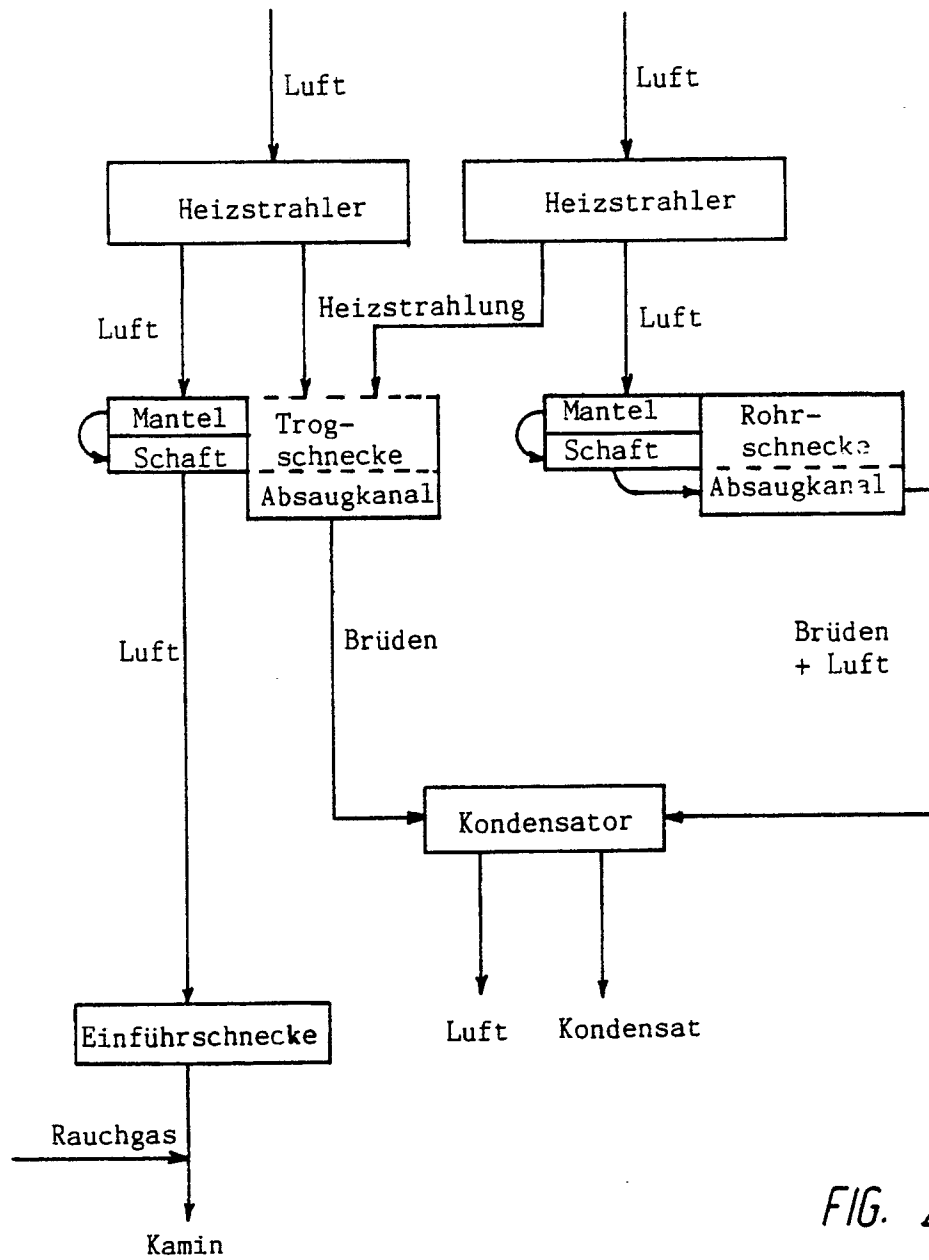 Luft
Luft
Heizstrahler
Heizstrahler
Luft
Heizstrahlung
Luft
Mantel
Schaft
Trog-
schnecke
Absaugkanal
Mantel
Schaft
Rohr-
schnecke
Absaugkanal
Luft
Brüden
Brüden
+ Luft
Kondensator
Luft
Kondensat
Einführschnecke
Rauchgas
Kamin
FIG.